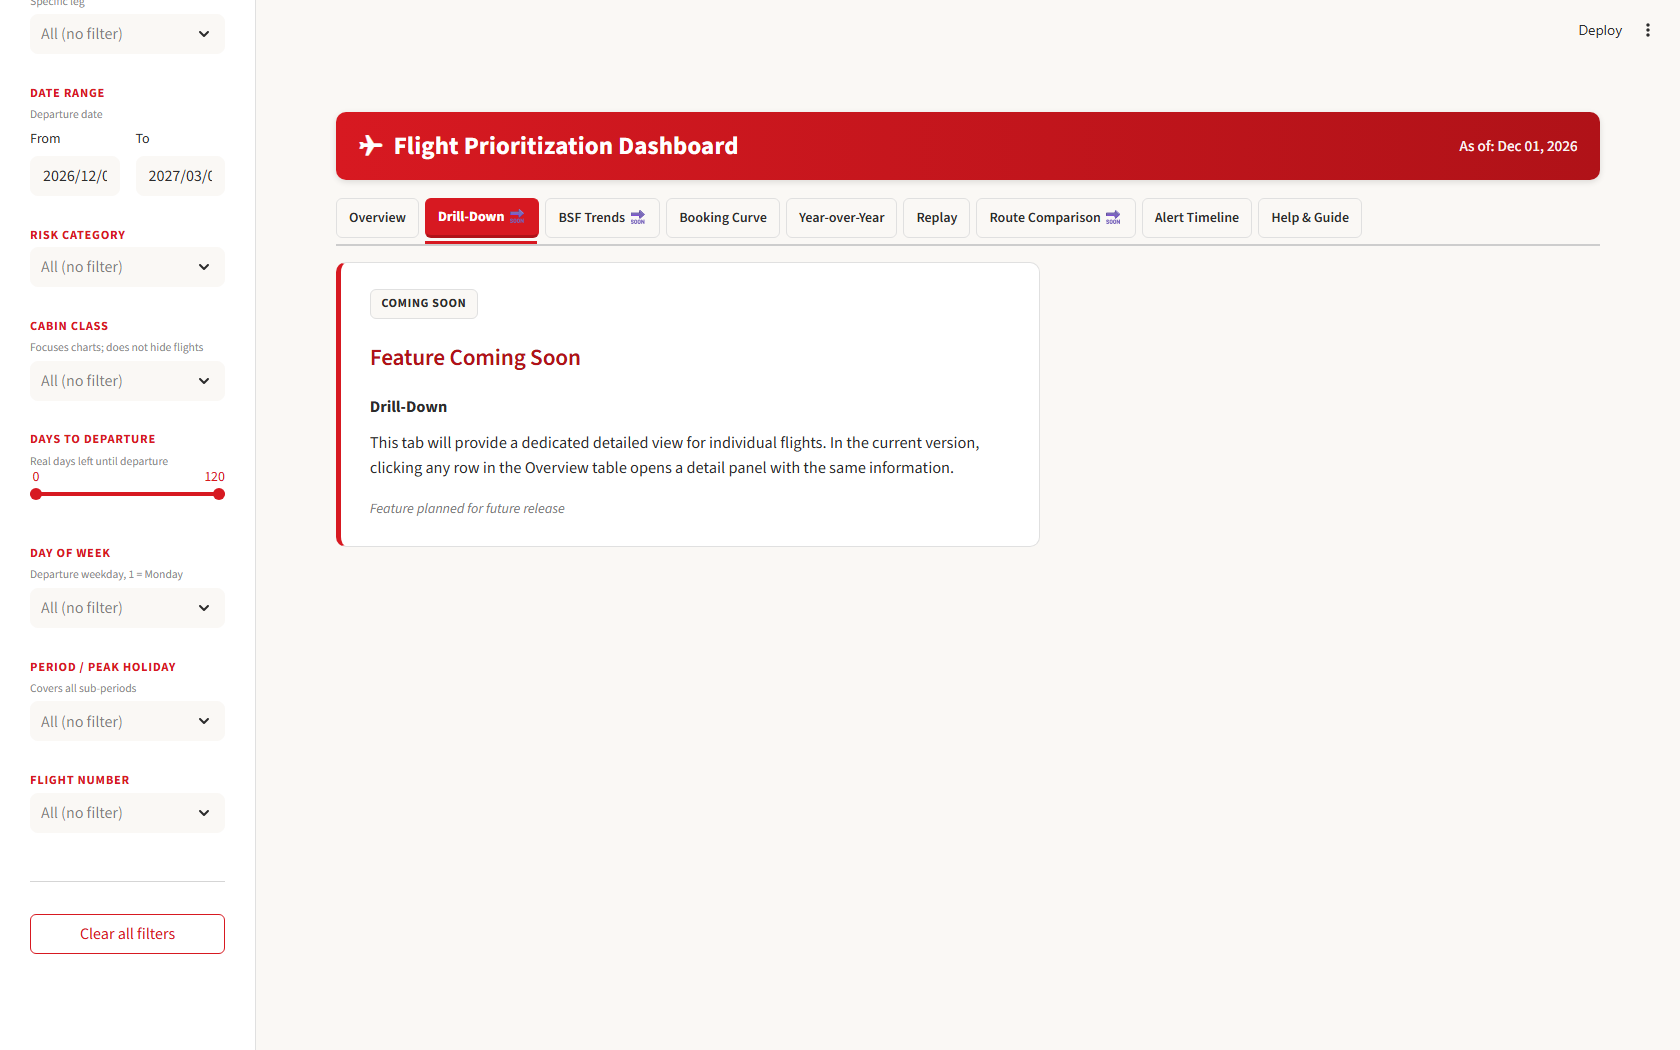 Specific leg
All (no filter)
DATE RANGE
Departure date
From To
2026/12/0 2027/03/0
RISK CATEGORY
All (no filter)
CABIN CLASS
Focuses charts; does not hide flights
All (no filter)
DAYS TO DEPARTURE
Real days left until departure
0 120
DAY OF WEEK
Departure weekday, 1 = Monday
All (no filter)
PERIOD / PEAK HOLIDAY
Covers all sub-periods
All (no filter)
FLIGHT NUMBER
All (no filter)
Clear all filters
Deploy
Flight Prioritization Dashboard
As of: Dec 01, 2026
Overview Drill-Down SOON BSF Trends SOON Booking Curve Year-over-Year Replay Route Comparison SOON Alert Timeline Help & Guide
COMING SOON
Feature Coming Soon
Drill-Down
This tab will provide a dedicated detailed view for individual flights. In the current version,
clicking any row in the Overview table opens a detail panel with the same information.
Feature planned for future release